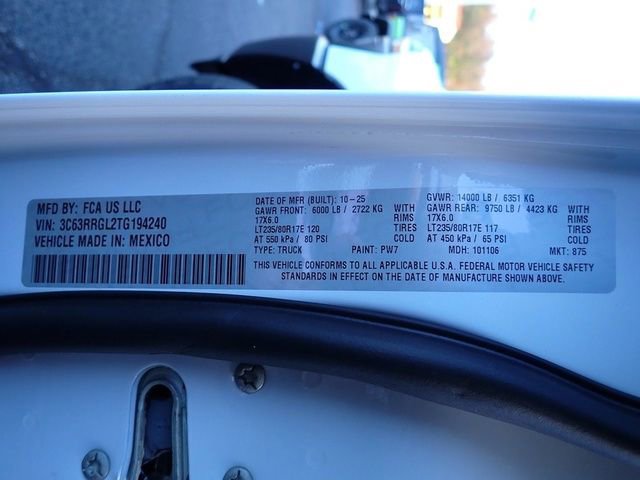 MFD BY: FCA US LLC
VIN: 3C63RRGL2TG194240
VEHICLE MADE IN: MEXICO
DATE OF MFR (BUILT): 10-25
GAWR FRONT: 6000 LB / 2722 KG WITH
17X6.0 RIMS
LT235/80R17E 120 TIRES
AT 550 kPa / 80 PSI COLD
TYPE: TRUCK PAINT: PW7
GVWR: 14000 LB / 6351 KG
GAWR REAR: 9750 LB / 4423 KG WITH
17X6.0 RIMS
LT235/80R17E 117 TIRES
AT 450 kPa / 65 PSI COLD
MDH: 101106 MKT: 875
THIS VEHICLE CONFORMS TO ALL APPLICABLE U.S.A. FEDERAL MOTOR VEHICLE SAFETY
STANDARDS IN EFFECT ON THE DATE OF MANUFACTURE SHOWN ABOVE.